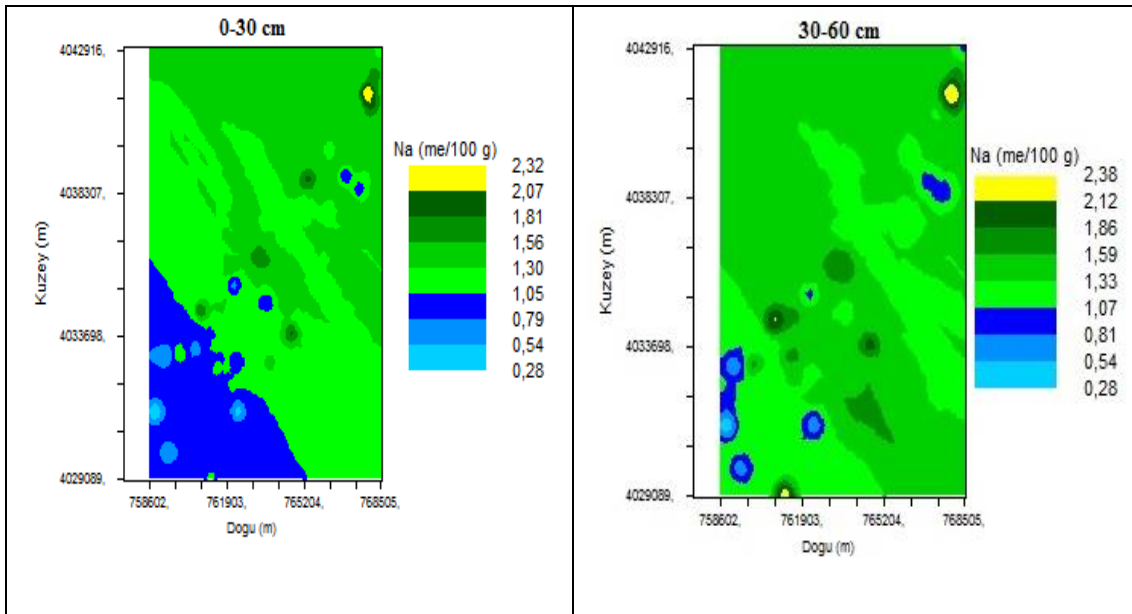 0-30 cm
4042916,
4038307,
4033698,
4029089,
Kuzey (m)
758602, 761903, 765204, 768505,
Dogu (m)
Na (me/100 g)
2,32
2,07
1,81
1,56
1,30
1,05
0,79
0,54
0,28
30-60 cm
4042916,
4038307,
4033698,
4029089,
Kuzey (m)
758602, 761903, 765204, 768505,
Dogu (m)
Na (me/100 g)
2,38
2,12
1,86
1,59
1,33
1,07
0,81
0,54
0,28